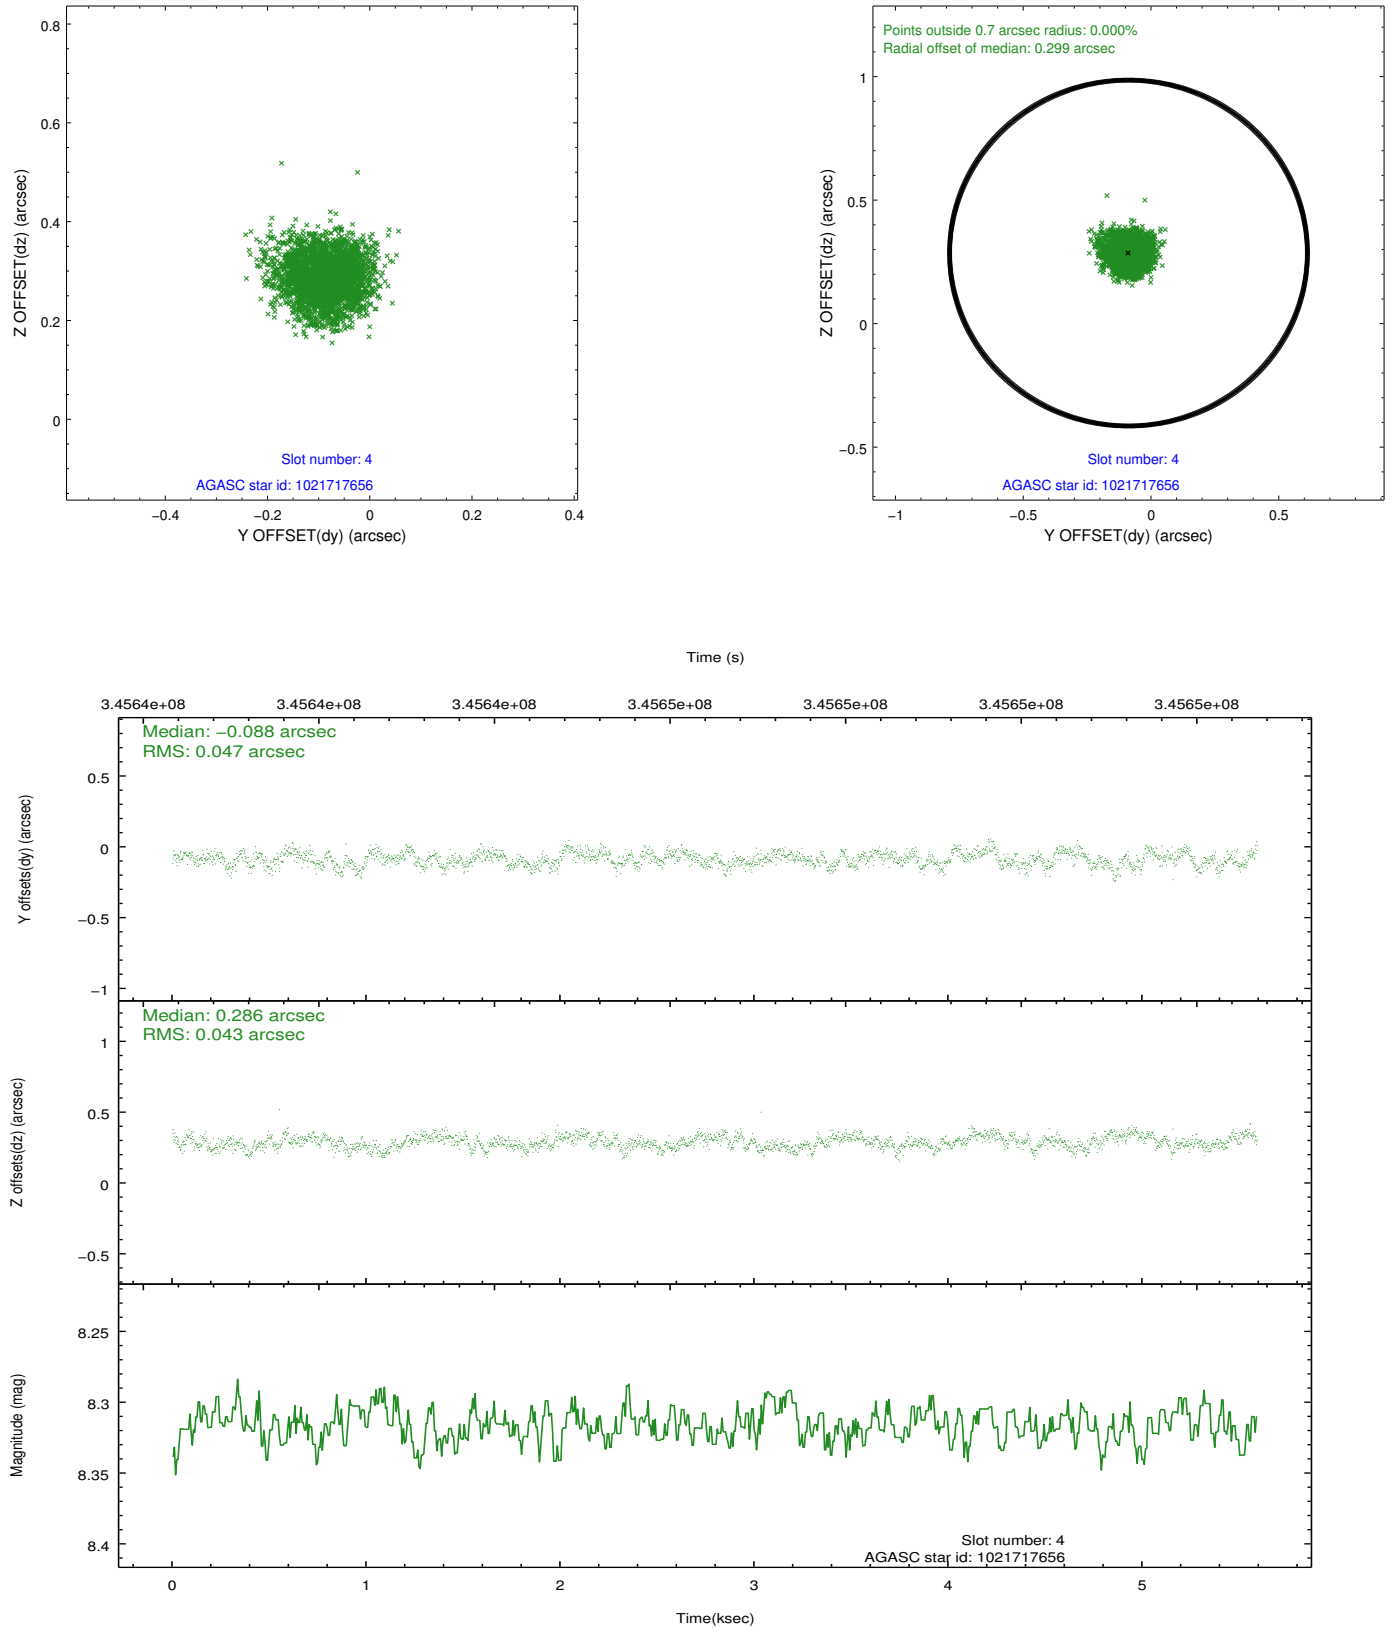 0.8
0.6
0.4
0.2
0
Z OFFSET(dz) (arcsec)
Slot number: 4
AGASC star id: 1021717656
−0.4 −0.2 0 0.2 0.4
Y OFFSET(dy) (arcsec)
Points outside 0.7 arcsec radius: 0.000%
Radial offset of median: 0.299 arcsec
1
0.5
0
−0.5
Z OFFSET(dz) (arcsec)
Slot number: 4
AGASC star id: 1021717656
−1 −0.5 0 0.5
Y OFFSET(dy) (arcsec)
Time (s)
3.4564e+08 3.4564e+08 3.4564e+08 3.4565e+08 3.4565e+08 3.4565e+08 3.4565e+08
Median: −0.088 arcsec
RMS: 0.047 arcsec
0.5
0
−0.5
−1
Y offsets(dy) (arcsec)
Median: 0.286 arcsec
RMS: 0.043 arcsec
1
0.5
0
−0.5
Z offsets(dz) (arcsec)
8.25
8.3
8.35
8.4
Magnitude (mag)
Slot number: 4
AGASC star id: 1021717656
0 1 2 3 4 5
Time(ksec)